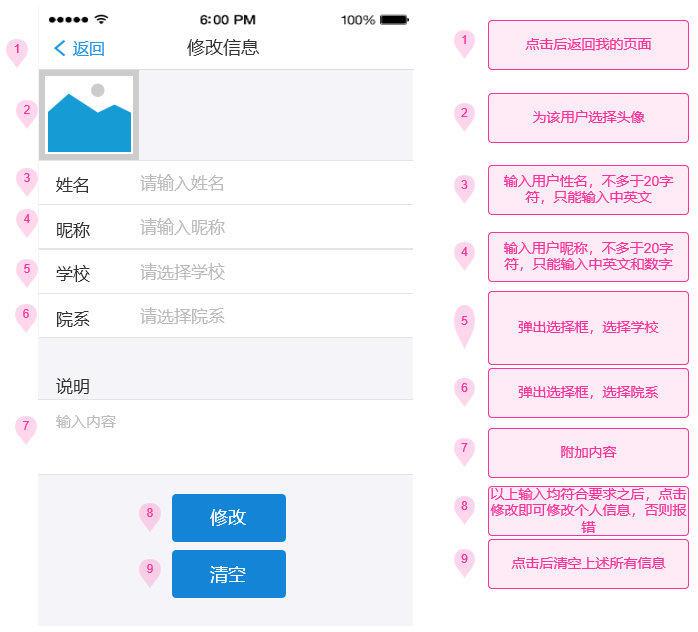 6:00 PM
100%
1
返回
修改信息
2
3
姓名
请输入姓名
4
昵称
请输入昵称
5
学校
请选择学校
6
院系
请选择院系
说明
7
输入内容
8
修改
9
清空
1
点击后返回我的页面
2
为该用户选择头像
3
输入用户性名，不多于20字
符，只能输入中英文
4
输入用户昵称，不多于20字
符，只能输入中英文和数字
5
弹出选择框，选择学校
6
弹出选择框，选择院系
7
附加内容
8
以上输入均符合要求之后，点击
修改即可修改个人信息，否则报
错
9
点击后清空上述所有信息